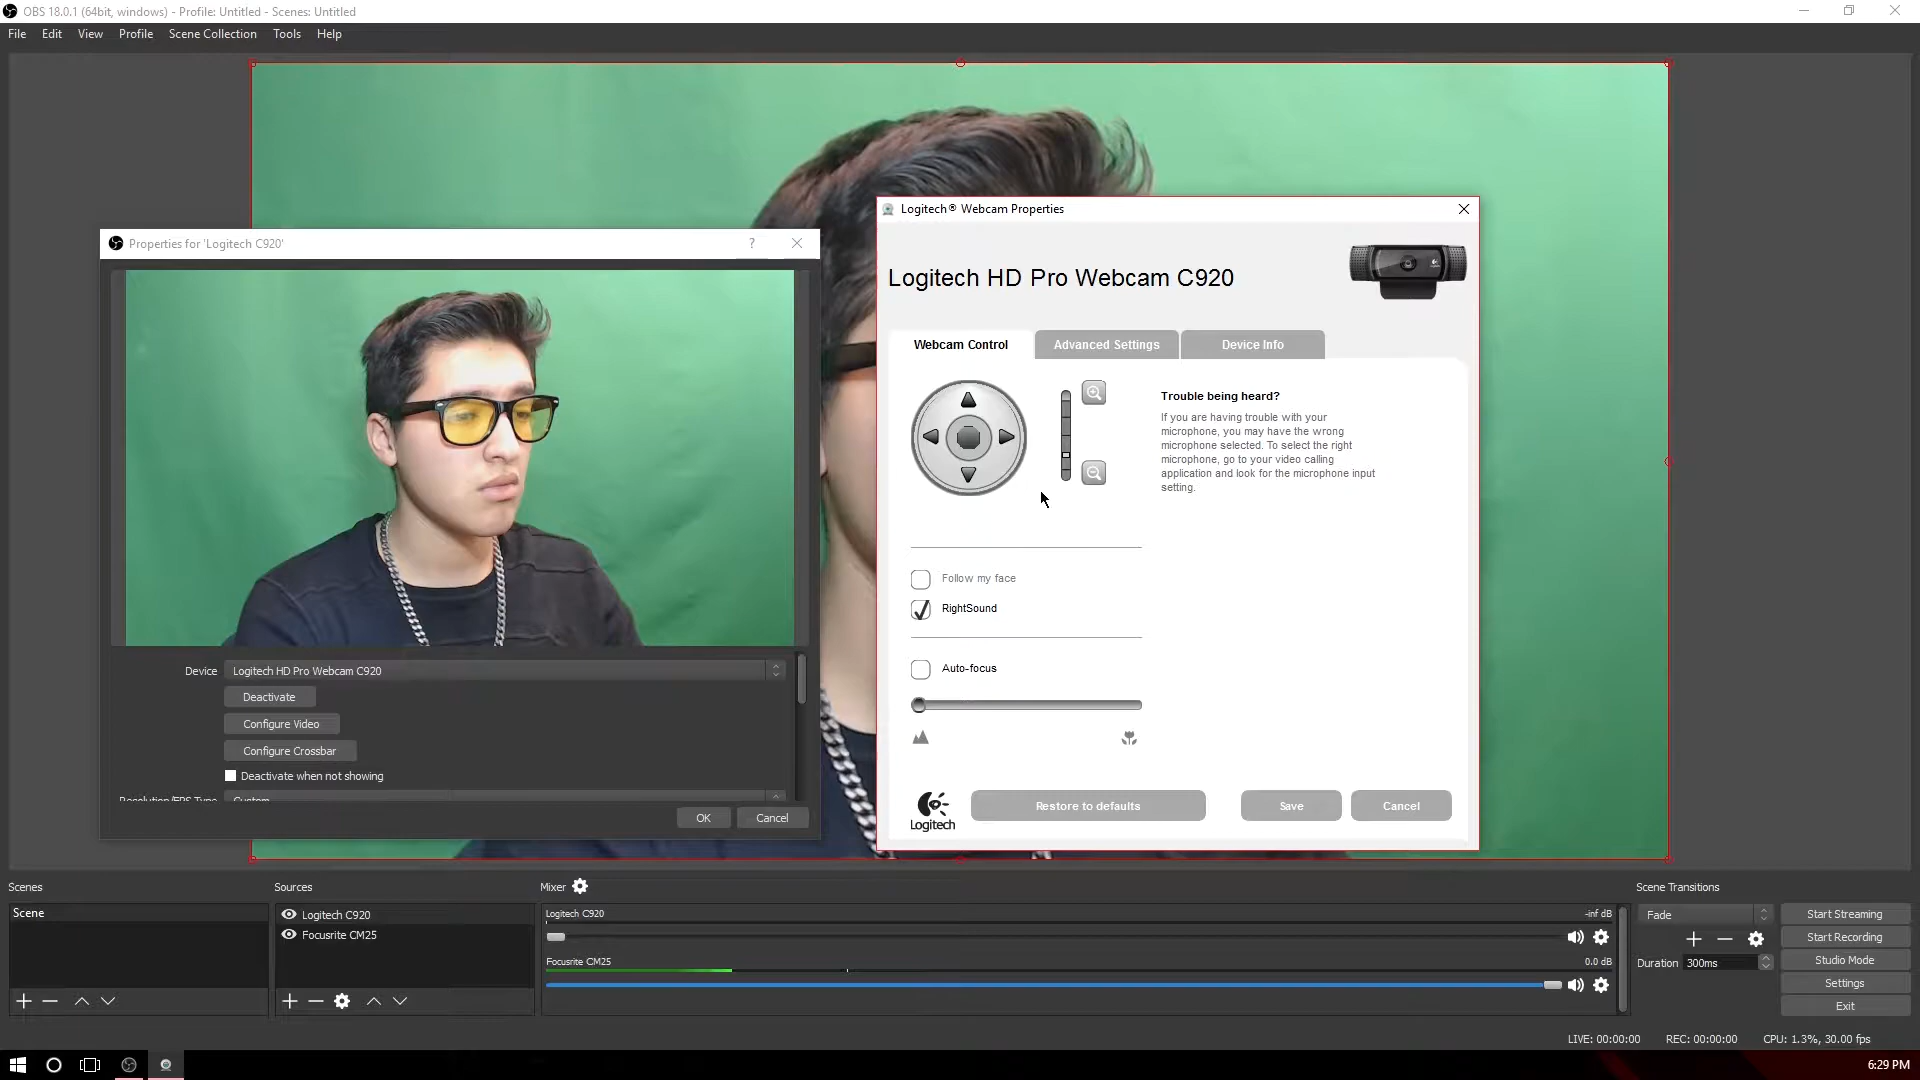 OBS 18.0.1 (64bit, windows) - Profile: Untitled - Scenes: Untitled
File Edit View Profile Scene Collection Tools Help
Properties for 'Logitech C920'
?
Device Logitech HD Pro Webcam C920
Deactivate
Configure Video
Configure Crossbar
Deactivate when not showing
Resolution/FPS Type Custom
OK Cancel
Logitech® Webcam Properties
Logitech HD Pro Webcam C920
Webcam Control Advanced Settings Device Info
Trouble being heard?
If you are having trouble with your
microphone, you may have the wrong
microphone selected. To select the right
microphone, go to your video calling
application and look for the microphone input
setting.
Follow my face
RightSound
Auto-focus
Logitech
Restore to defaults Save Cancel
Scenes
Scene
Sources
Logitech C920
Focusrite CM25
Mixer
Logitech C920 -inf dB
Focusrite CM25 0.0 dB
Scene Transitions
Fade
Duration 300ms
Start Streaming
Start Recording
Studio Mode
Settings
Exit
LIVE: 00:00:00 REC: 00:00:00 CPU: 1.3%, 30.00 fps
6:29 PM